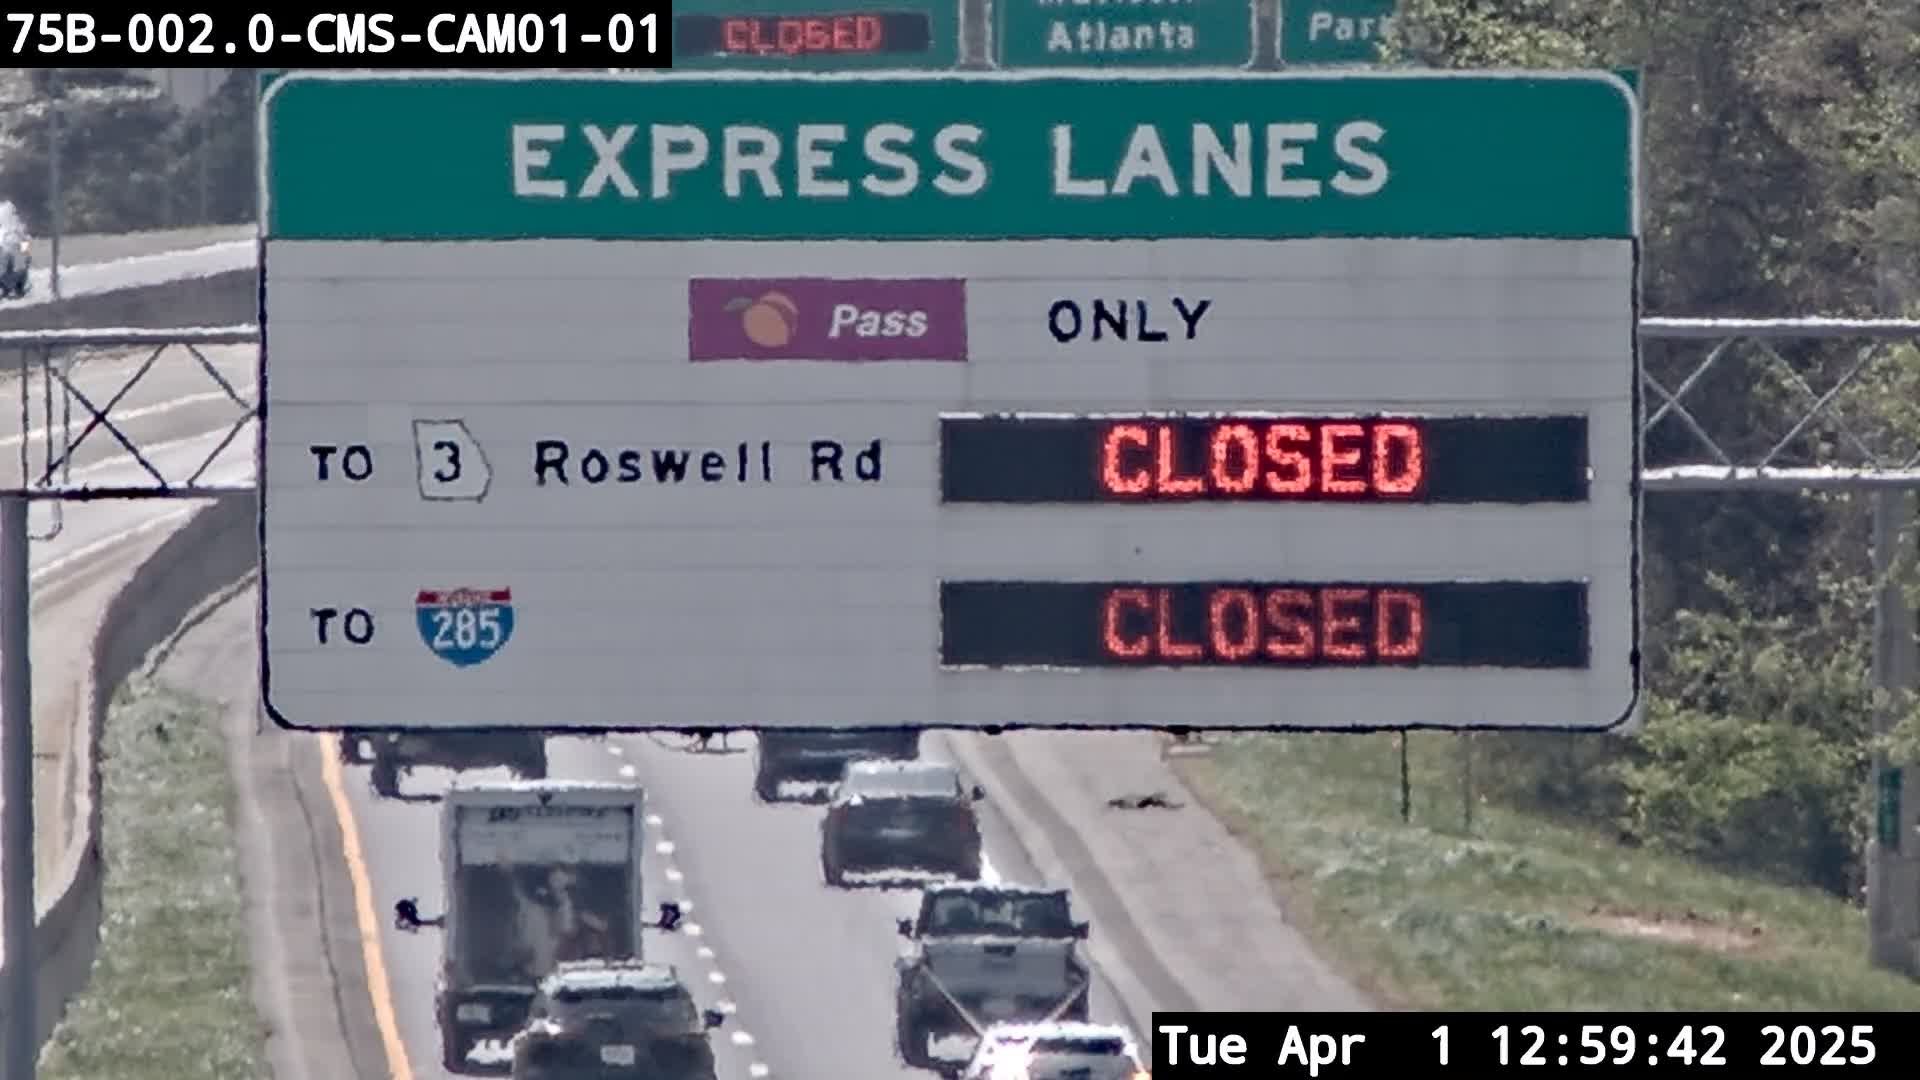 75B-002.0-CMS-CAM01-01
CLOSED
Atlanta
EXPRESS LANES
Pass ONLY
TO 3 Roswell Rd CLOSED
TO 285 CLOSED
Tue Apr 1 12:59:42 2025